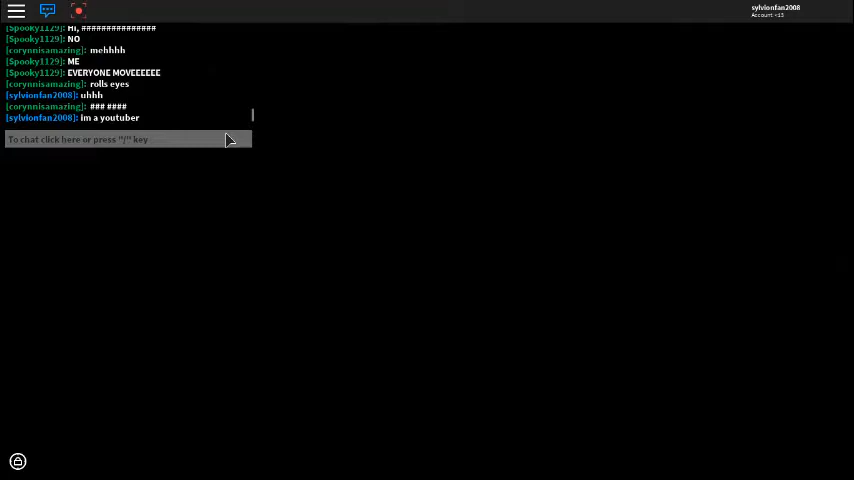 sylvionfan2008
Account <13
[Spooky1129]: Hi, ###############
[Spooky1129]: NO
[corynnisamazing]: mehhhh
[Spooky1129]: ME
[Spooky1129]: EVERYONE MOVEEEEEE
[corynnisamazing]: rolls eyes
[sylvionfan2008]: uhhh
[corynnisamazing]: ### ####
[sylvionfan2008]: im a youtuber
To chat click here or press "/" key